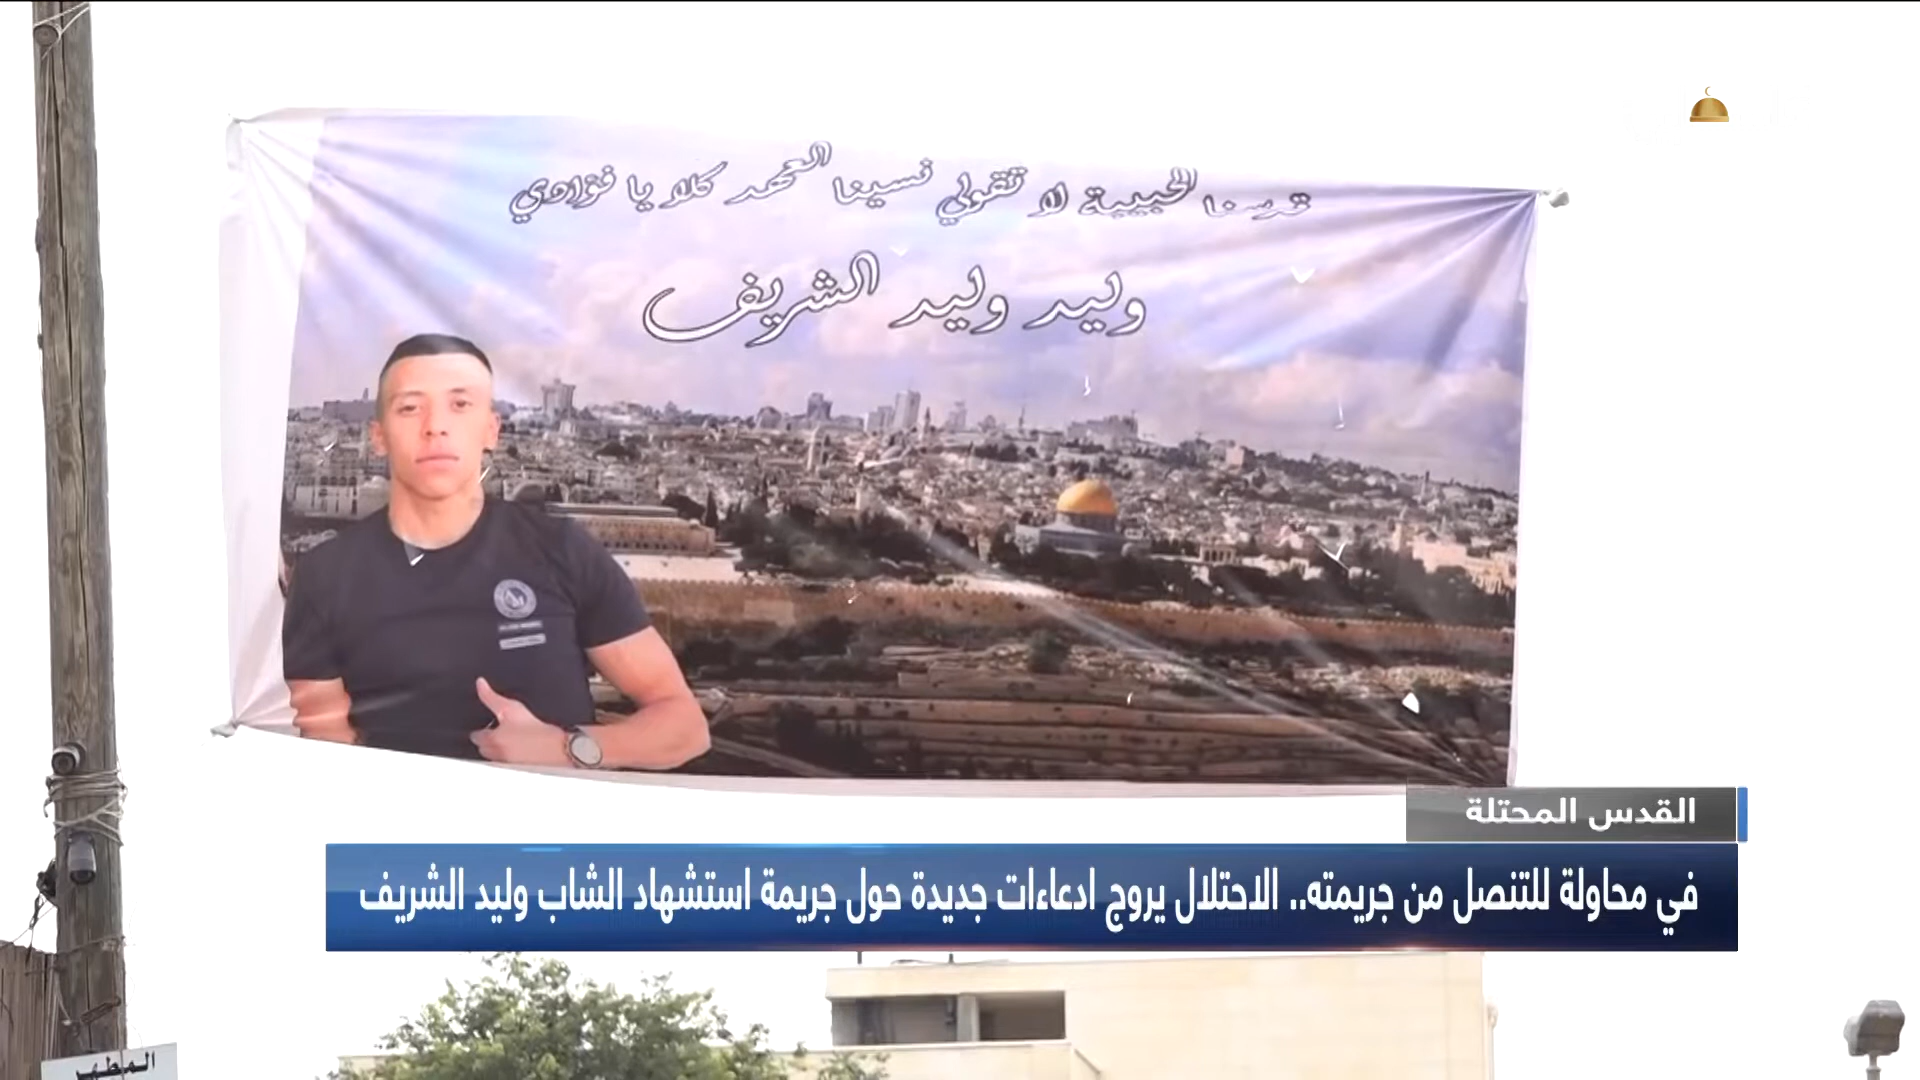 قدسنا الحبيبة لا تقولي نسينا العهد كلا يا فؤادي
وليد وليد الشريف
القدس المحتلة
في محاولة للتنصل من جريمته.. الاحتلال يروج ادعاءات جديدة حول جريمة استشهاد الشاب وليد الشريف
المطهر